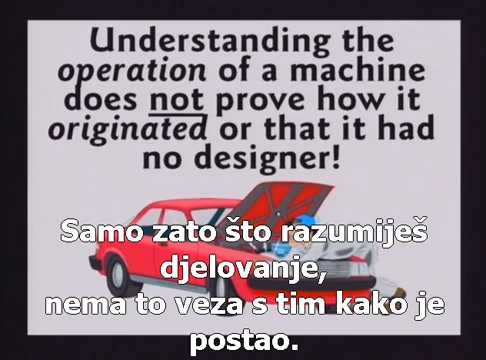 Understanding the
operation of a machine
does not prove how it
originated or that it had
no designer!
Samo zato što razumiješ
djelovanje,
nema to veza s tim kako je
postao.